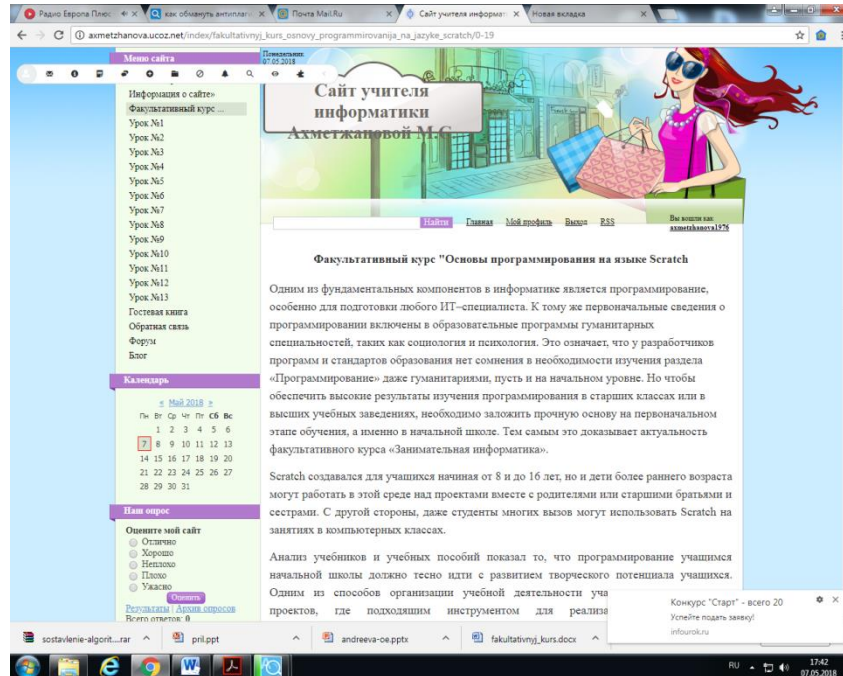 Радио Европа Плюс
как обмануть антиплаги
Почта Mail.Ru
Сайт учителя информат
Новая вкладка
axmetzhanova.ucoz.net/index/fakultativnyj_kurs_osnovy_programmirovanija_na_jazyke_scratch/0-19
Меню сайта
Информация о сайте»
Факультативный курс ...
Урок №1
Урок №2
Урок №3
Урок №4
Урок №5
Урок №6
Урок №7
Урок №8
Урок №9
Урок №10
Урок №11
Урок №12
Урок №13
Гостевая книга
Обратная связь
Форум
Блог
Календарь
« Май 2018 »
Пн Вт Ср Чт Пт Сб Вс
1 2 3 4 5 6
7 8 9 10 11 12 13
14 15 16 17 18 19 20
21 22 23 24 25 26 27
28 29 30 31
Наш опрос
Оцените мой сайт
Отлично
Хорошо
Неплохо
Плохо
Ужасно
Оценить
Результаты | Архив опросов
Всего ответов: 0
Понедельник
07.05.2018
Сайт учителя
информатики
Ахметжановой М.С.
Найти
Главная Мой профиль Выход RSS
Вы вошли как
axmetzhanova1976
Факультативный курс "Основы программирования на языке Scratch
Одним из фундаментальных компонентов в информатике является программирование,
особенно для подготовки любого ИТ–специалиста. К тому же первоначальные сведения о
программировании включены в образовательные программы гуманитарных
специальностей, таких как социология и психология. Это означает, что у разработчиков
программ и стандартов образования нет сомнения в необходимости изучения раздела
«Программирование» даже гуманитариями, пусть и на начальном уровне. Но чтобы
обеспечить высокие результаты изучения программирования в старших классах или в
высших учебных заведениях, необходимо заложить прочную основу на первоначальном
этапе обучения, а именно в начальной школе. Тем самым это доказывает актуальность
факультативного курса «Занимательная информатика».
Scratch создавался для учащихся начиная от 8 и до 16 лет, но и дети более раннего возраста
могут работать в этой среде над проектами вместе с родителями или старшими братьями и
сестрами. С другой стороны, даже студенты многих вызов могут использовать Scratch на
занятиях в компьютерных классах.
Анализ учебников и учебных пособий показал то, что программирование учащимся
начальной школы должно тесно идти с развитием творческого потенциала учащихся.
Одним из способов организации учебной деятельности уча
проектов, где подходящим инструментом для реализа
Конкурс "Старт" - всего 20
Успейте подать заявку!
infourok.ru
sostavlenie-algorit....rar
pril.ppt
andreeva-oe.pptx
fakultativnyj_kurs.docx
RU
17:42
07.05.2018